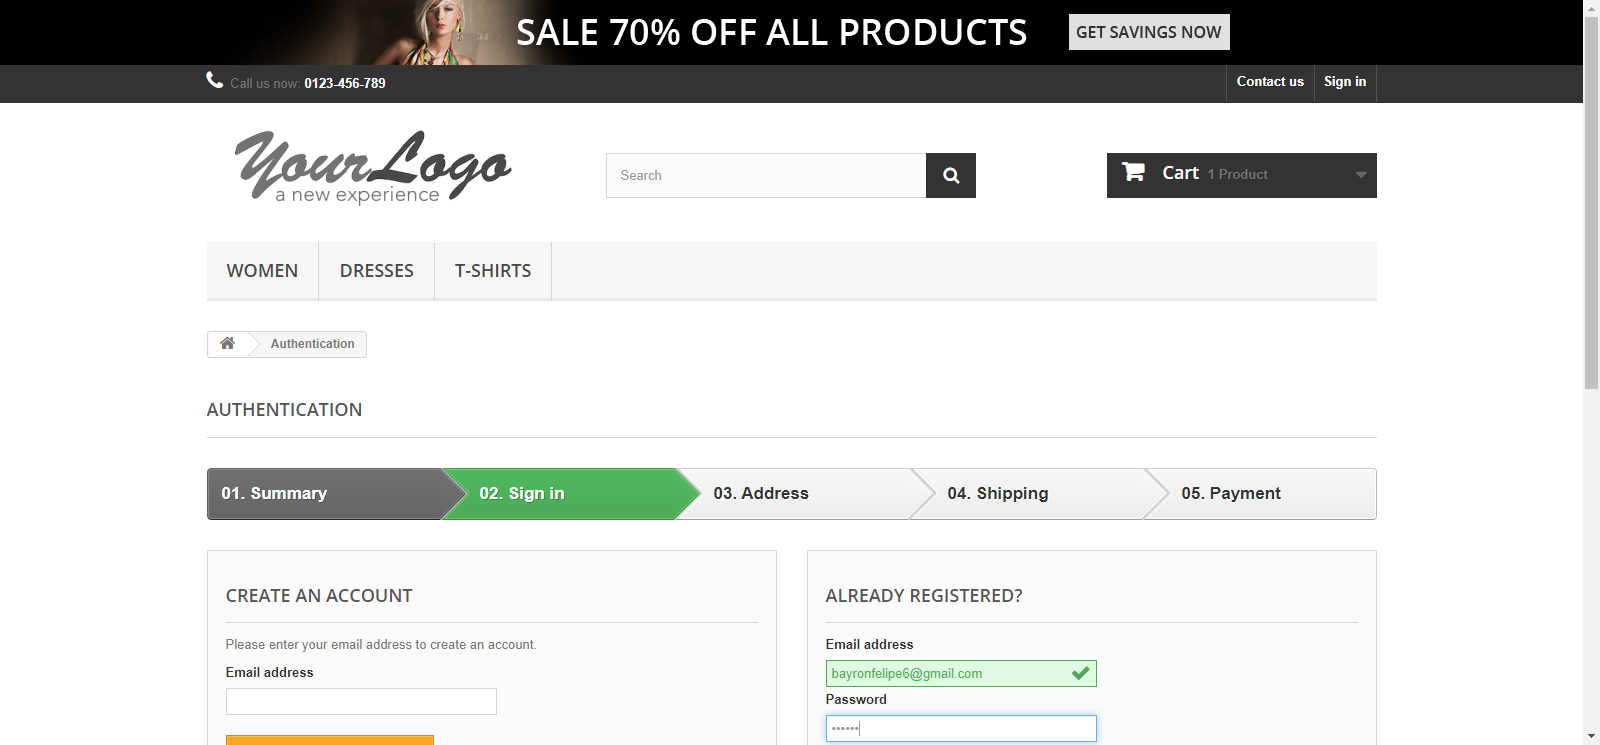 SALE 70% OFF ALL PRODUCTS
GET SAVINGS NOW
Call us now: 0123-456-789
Contact us
Sign in
YourLogo
a new experience
Search
Cart 1 Product
WOMEN
DRESSES
T-SHIRTS
Authentication
AUTHENTICATION
01. Summary
02. Sign in
03. Address
04. Shipping
05. Payment
CREATE AN ACCOUNT
Please enter your email address to create an account.
Email address
ALREADY REGISTERED?
Email address
bayronfelipe6@gmail.com
Password
••••••